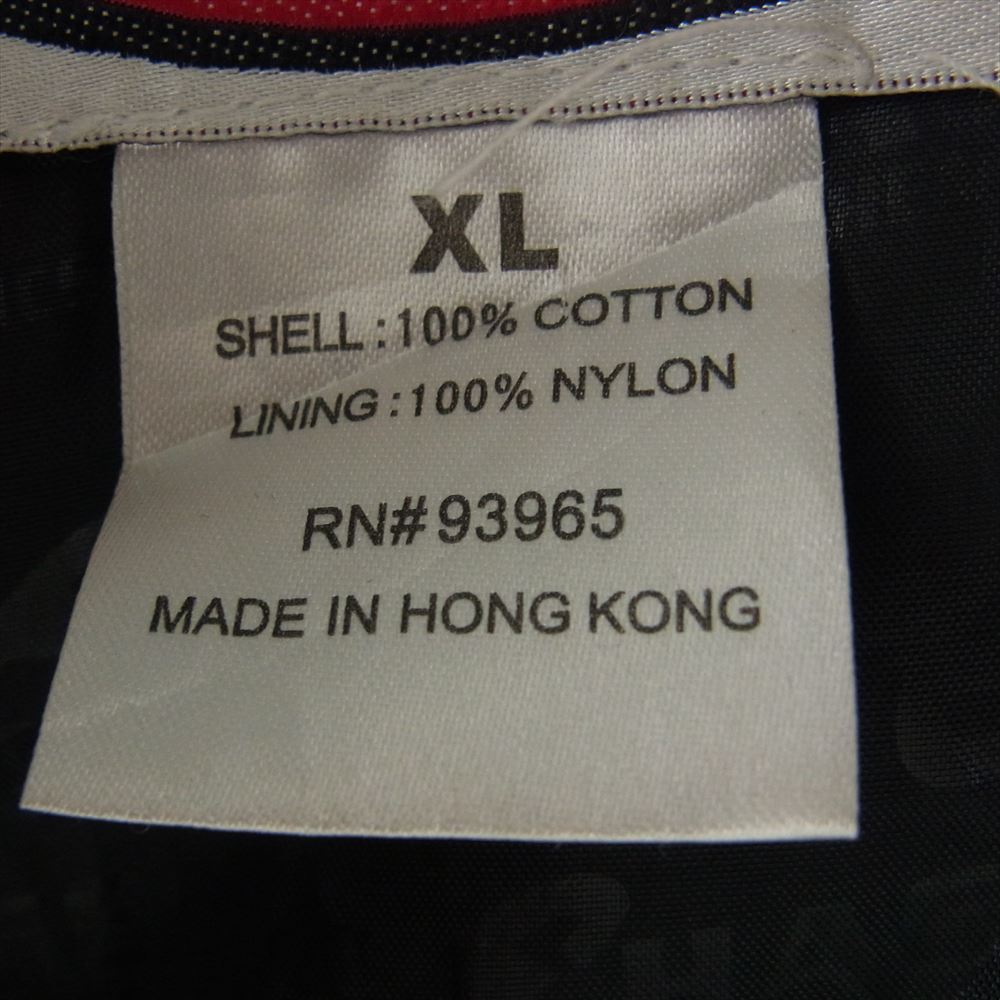 XL
SHELL:100% COTTON
LINING:100% NYLON
RN#93965
MADE IN HONG KONG